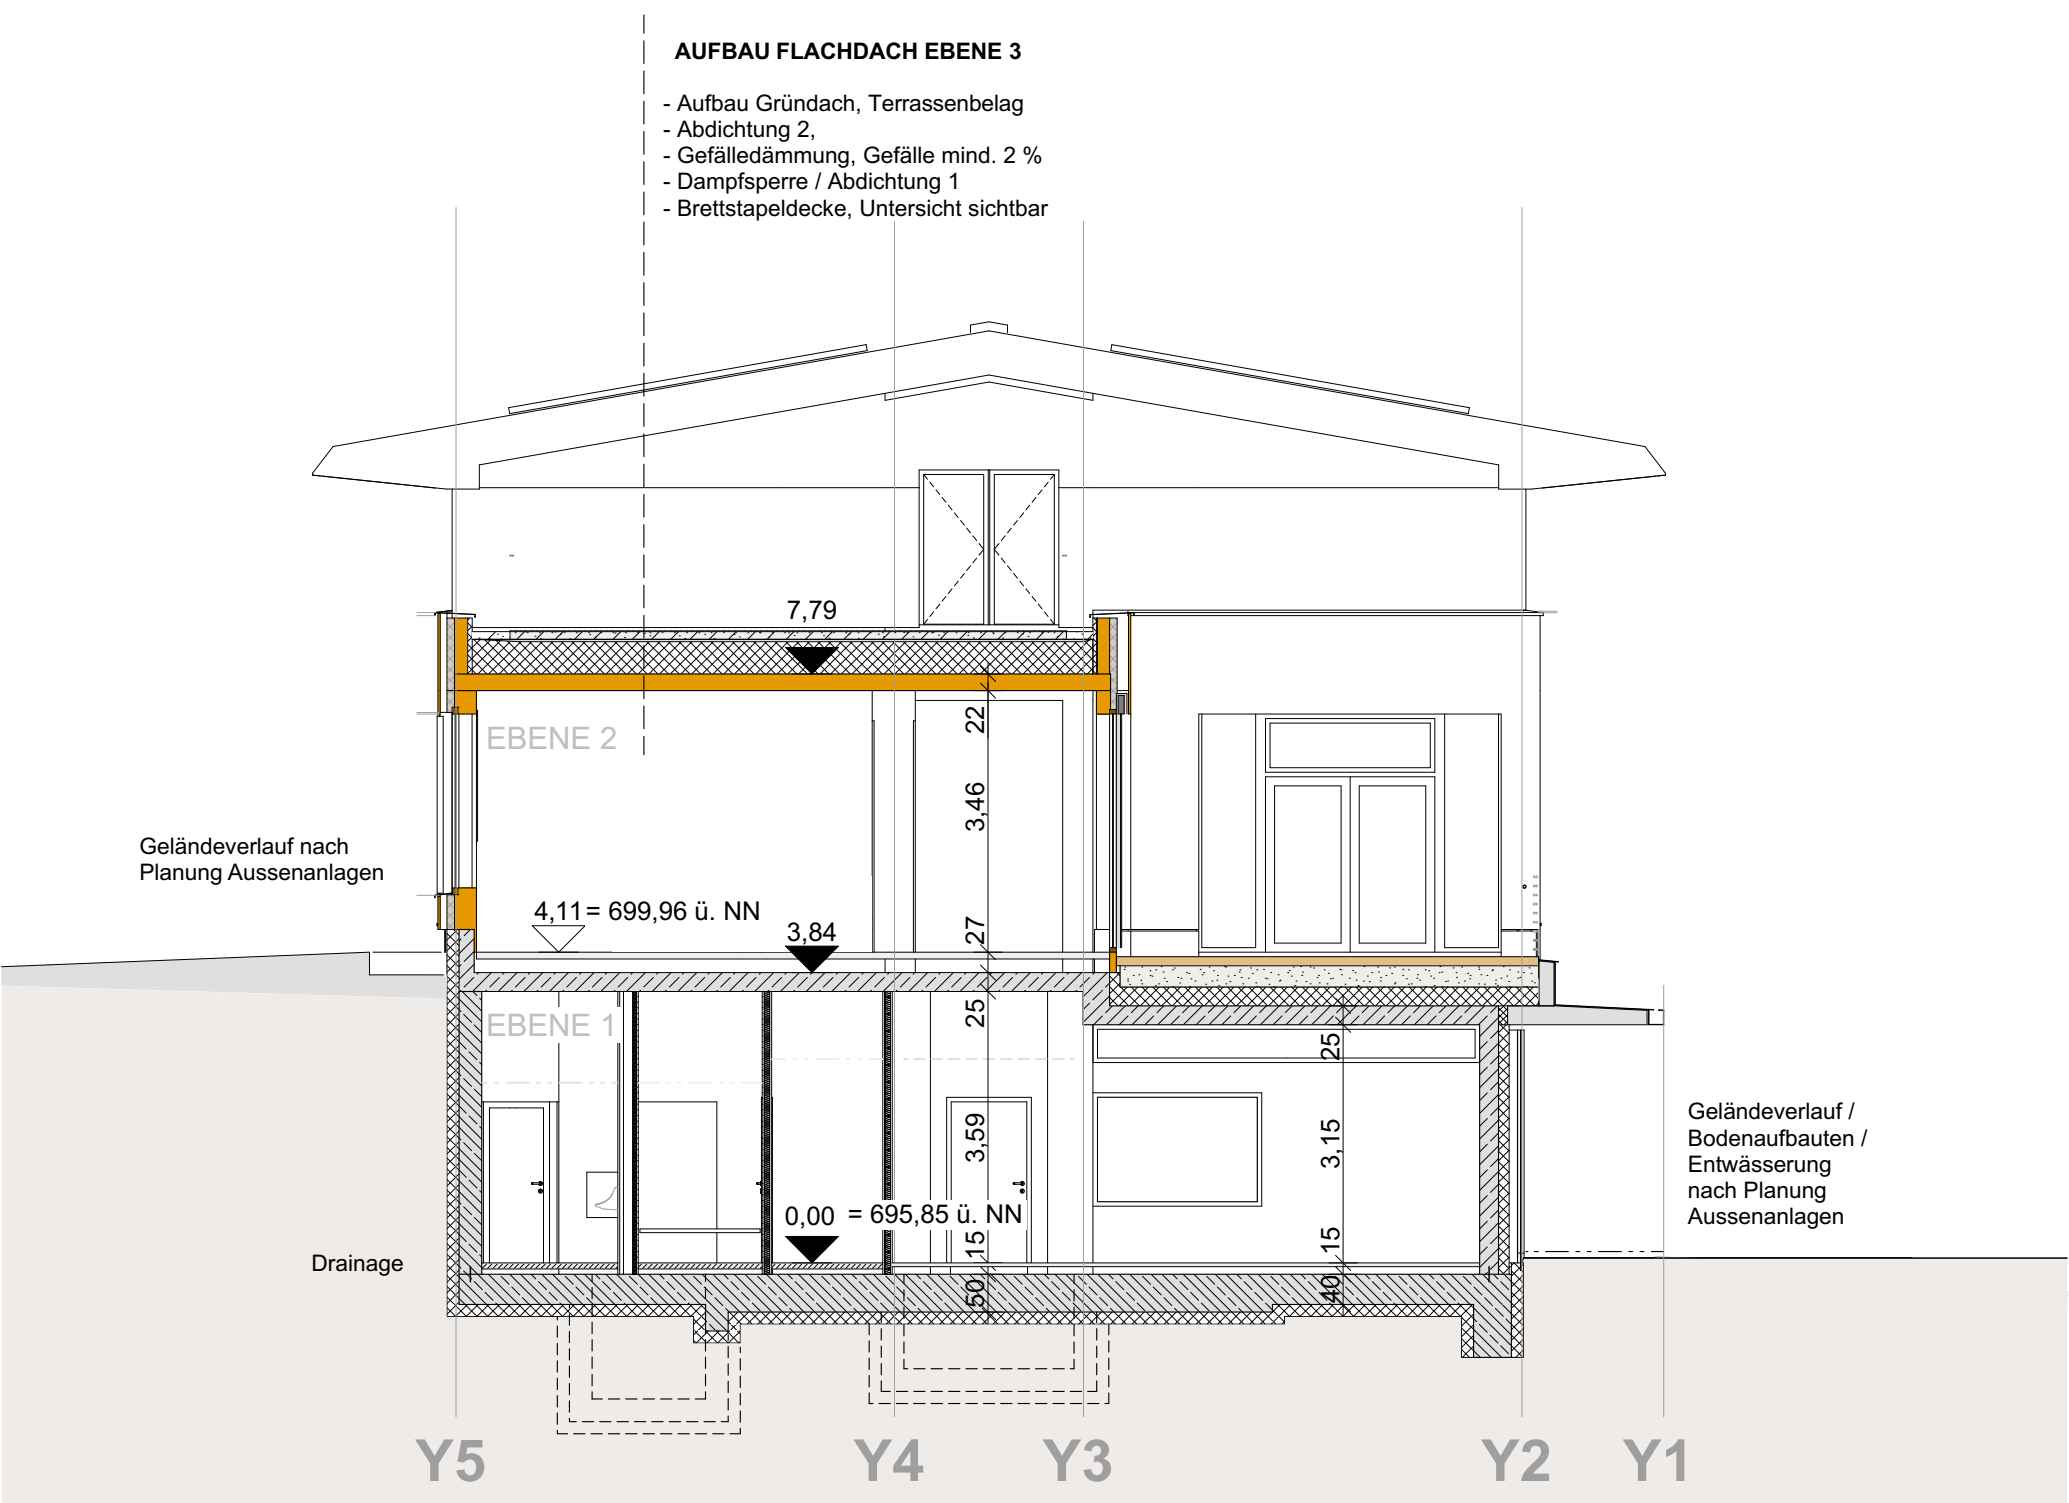 AUFBAU FLACHDACH EBENE 3
- Aufbau Gründach, Terrassenbelag
- Abdichtung 2,
- Gefälledämmung, Gefälle mind. 2 %
- Dampfsperre / Abdichtung 1
- Brettstapeldecke, Untersicht sichtbar
7,79
EBENE 2
22
3,46
Geländeverlauf nach
Planung Aussenanlagen
4,11 = 699,96 ü. NN
3,84
27
EBENE 1
25
25
3,59
3,15
Geländeverlauf /
Bodenaufbauten /
Entwässerung
nach Planung
Aussenanlagen
0,00 = 695,85 ü. NN
Drainage
15
15
50
40
Y5
Y4
Y3
Y2
Y1